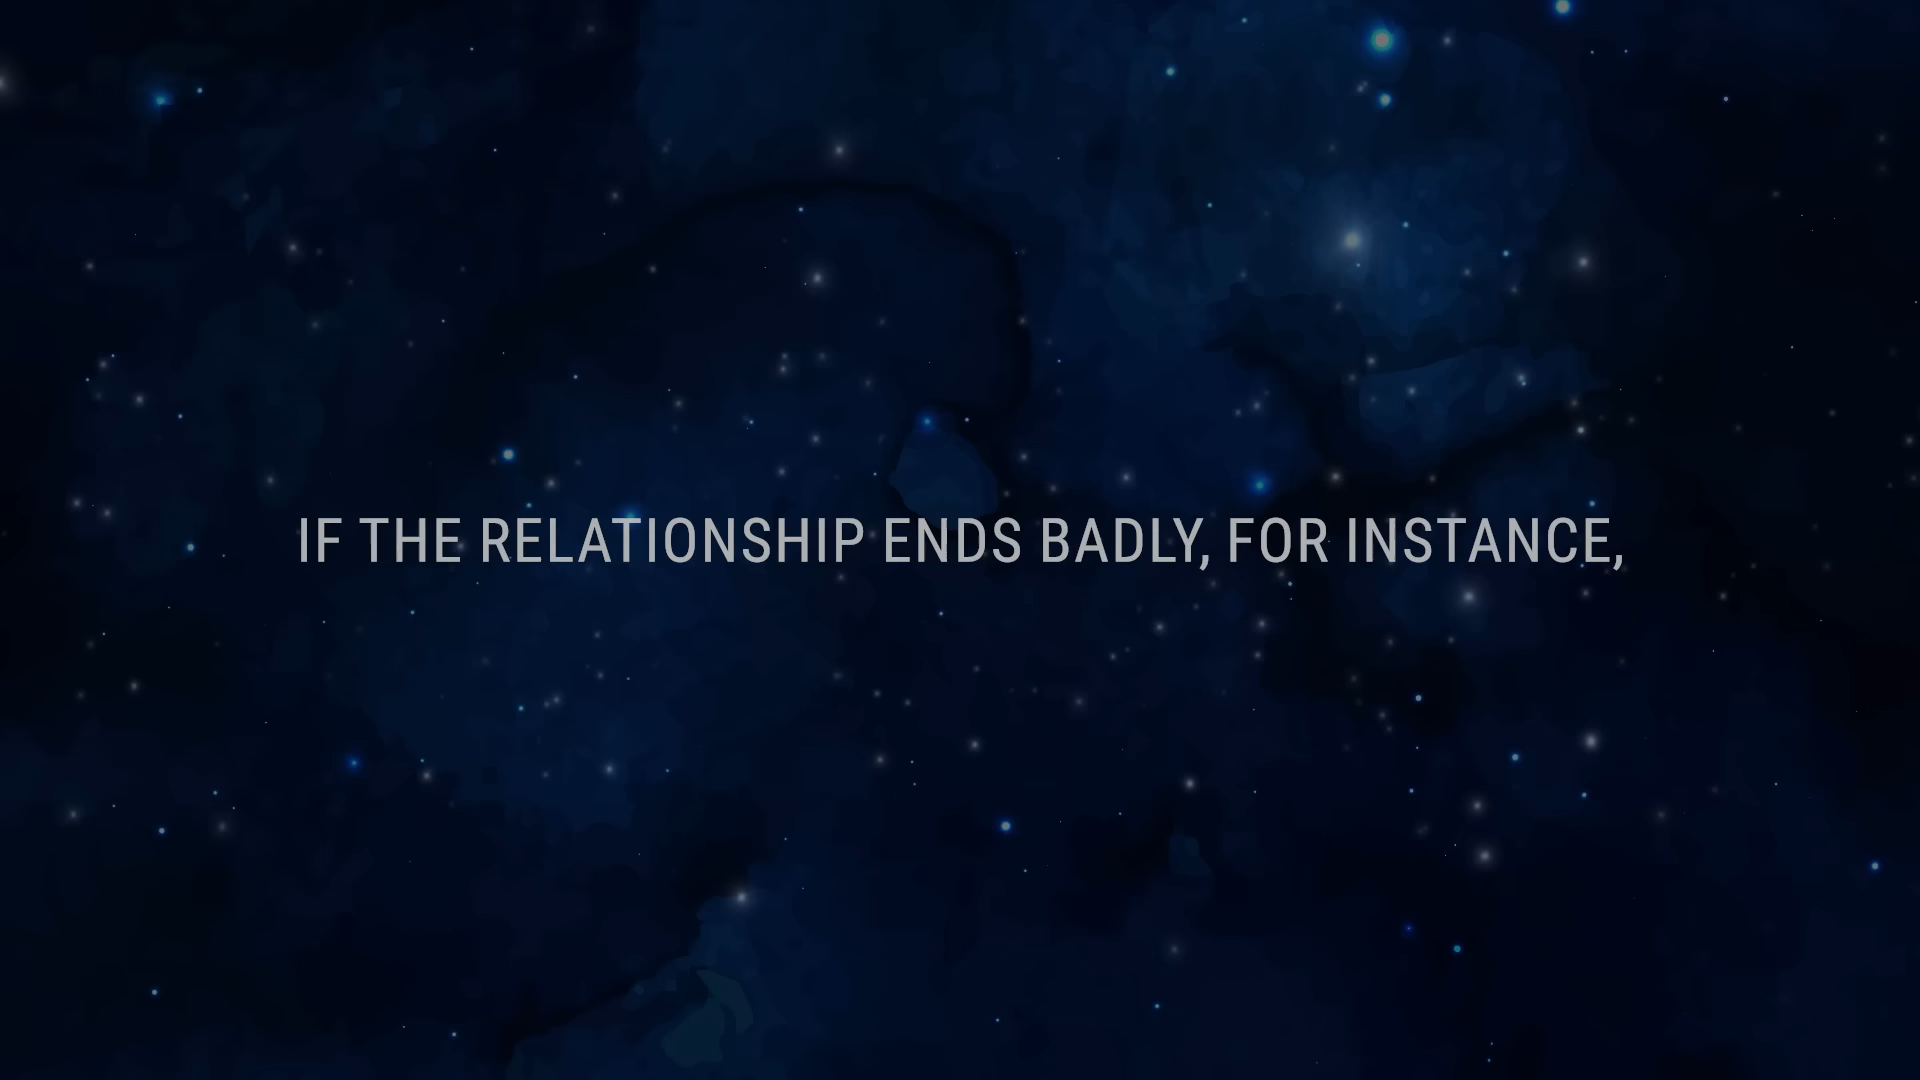 IF THE RELATIONSHIP ENDS BADLY, FOR INSTANCE,